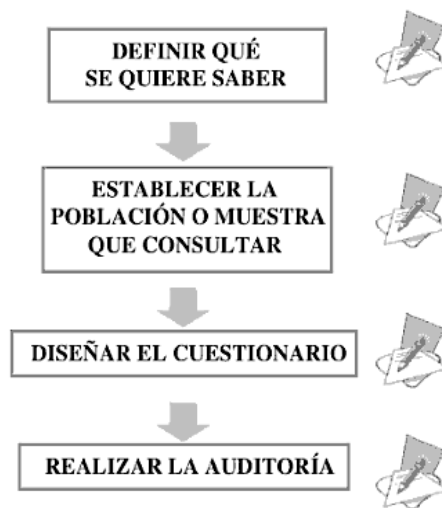 DEFINIR QUÉ
SE QUIERE SABER
ESTABLECER LA
POBLACIÓN O MUESTRA
QUE CONSULTAR
DISEÑAR EL CUESTIONARIO
REALIZAR LA AUDITORÍA